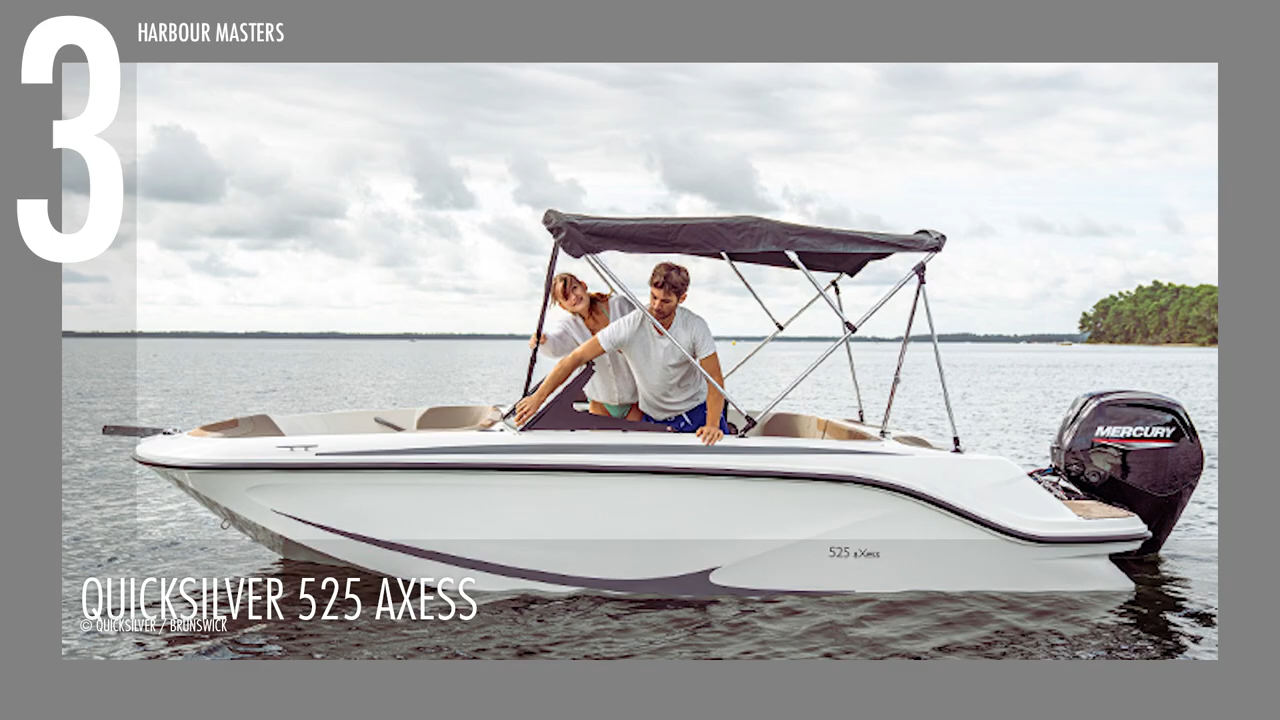 3
HARBOUR MASTERS
MERCURY
525 aXess
QUICKSILVER 525 AXESS
© QUICKSILVER / BRUNSWICK